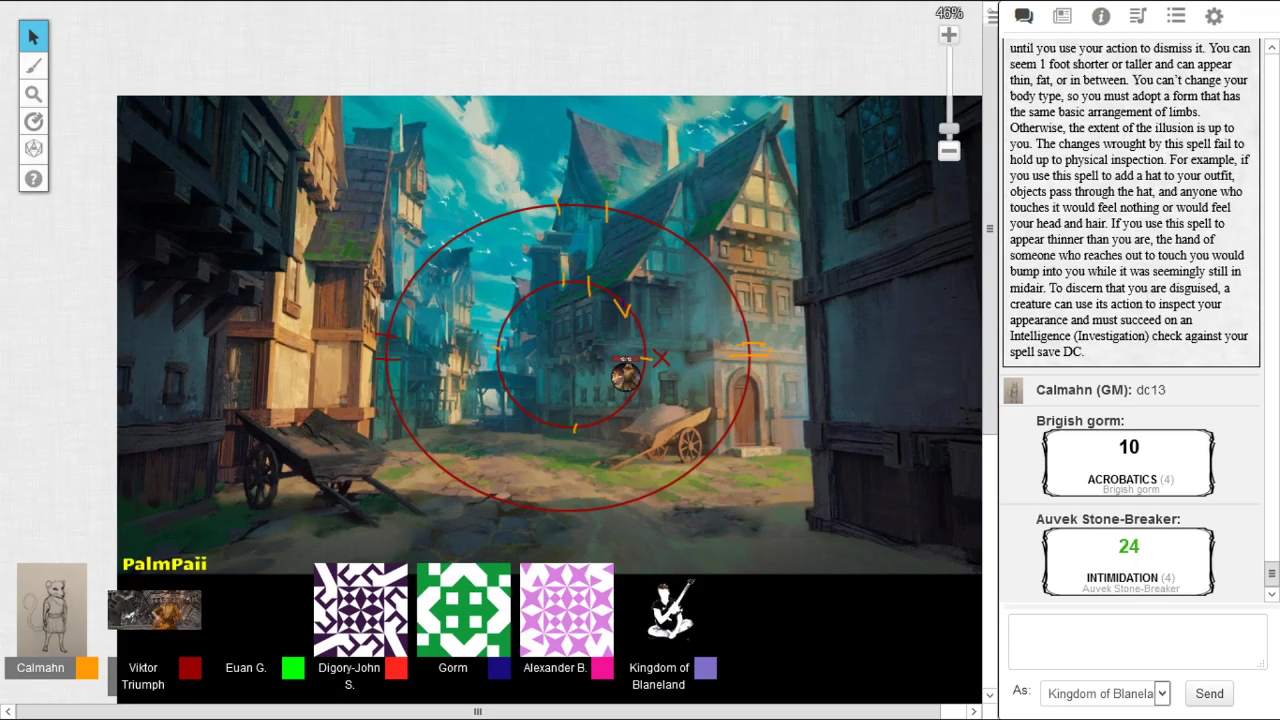 46%
until you use your action to dismiss it. You can
seem 1 foot shorter or taller and can appear
thin, fat, or in between. You can't change your
body type, so you must adopt a form that has
the same basic arrangement of limbs.
Otherwise, the extent of the illusion is up to
you. The changes wrought by this spell fail to
hold up to physical inspection. For example, if
you use this spell to add a hat to your outfit,
objects pass through the hat, and anyone who
touches it would feel nothing or would feel
your head and hair. If you use this spell to
appear thinner than you are, the hand of
someone who reaches out to touch you would
bump into you while it was seemingly still in
midair. To discern that you are disguised, a
creature can use its action to inspect your
appearance and must succeed on an
Intelligence (Investigation) check against your
spell save DC.
Calmahn (GM): dc13
Brigish gorm:
10
ACROBATICS (4)
Brigish gorm
Auvek Stone-Breaker:
24
INTIMIDATION (4)
Auvek Stone-Breaker
As:
Kingdom of Blanela
Send
PalmPaii
Calmahn
Viktor
Triumph
Euan G.
Digory-John
S.
Gorm
Alexander B.
Kingdom of
Blaneland